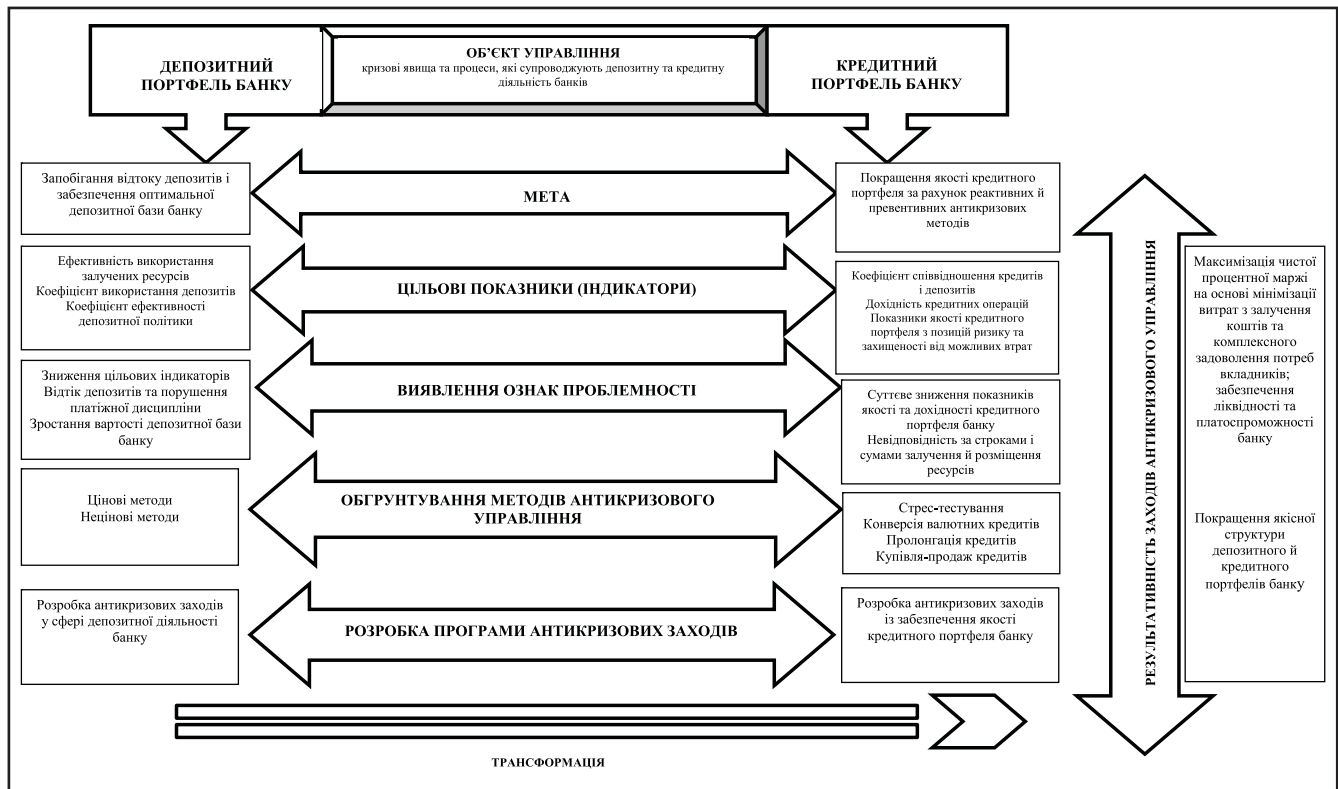 ДЕПОЗИТНИЙ
ПОРТФЕЛЬ БАНКУ
ОБ’ЄКТ УПРАВЛІННЯ
кризові явища та процеси, які супроводжують депозитну та кредитну
діяльність банків
КРЕДИТНИЙ
ПОРТФЕЛЬ БАНКУ
Запобігання відтоку депозитів і
забезпечення оптимальної
депозитної бази банку
МЕТА
Покращення якості кредитного
портфеля за рахунок реактивних й
превентивних антикризових
методів
Ефективність використання
залучених ресурсів
Коефіцієнт використання депозитів
Коефіцієнт ефективності
депозитної політики
ЦІЛЬОВІ ПОКАЗНИКИ (ІНДИКАТОРИ)
Коефіцієнт співвідношення кредитів
і депозитів
Дохідність кредитних операцій
Показники якості кредитного
портфеля з позицій ризику та
захищеності від можливих втрат
Зниження цільових індикаторів
Відтік депозитів та порушення
платіжної дисципліни
Зростання вартості депозитної бази
банку
ВИЯВЛЕННЯ ОЗНАК ПРОБЛЕМНОСТІ
Суттєве зниження показників
якості та дохідності кредитного
портфеля банку
Невідповідність за строками і
сумами залучення й розміщення
ресурсів
Цінові методи
Нецінові методи
ОБГРУНТУВАННЯ МЕТОДІВ АНТИКРИЗОВОГО
УПРАВЛІННЯ
Стрес-тестування
Конверсія валютних кредитів
Пролонгація кредитів
Купівля-продаж кредитів
Розробка антикризових заходів
у сфері депозитної діяльності
банку
РОЗРОБКА ПРОГРАМИ АНТИКРИЗОВИХ ЗАХОДІВ
Розробка антикризових заходів
із забезпечення якості
кредитного портфеля банку
РЕЗУЛЬТАТИВНІСТЬ ЗАХОДІВ АНТИКРИЗОВОГО УПРАВЛІННЯ
Максимізація чистої
процентної маржі
на основі мінімізації
витрат з залучення
коштів та
комплексного
задоволення потреб
вкладників;
забезпечення
ліквідності та
платоспроможності
банку
Покращення якісної
структури
депозитного й
кредитного
портфелів банку
ТРАНСФОРМАЦІЯ